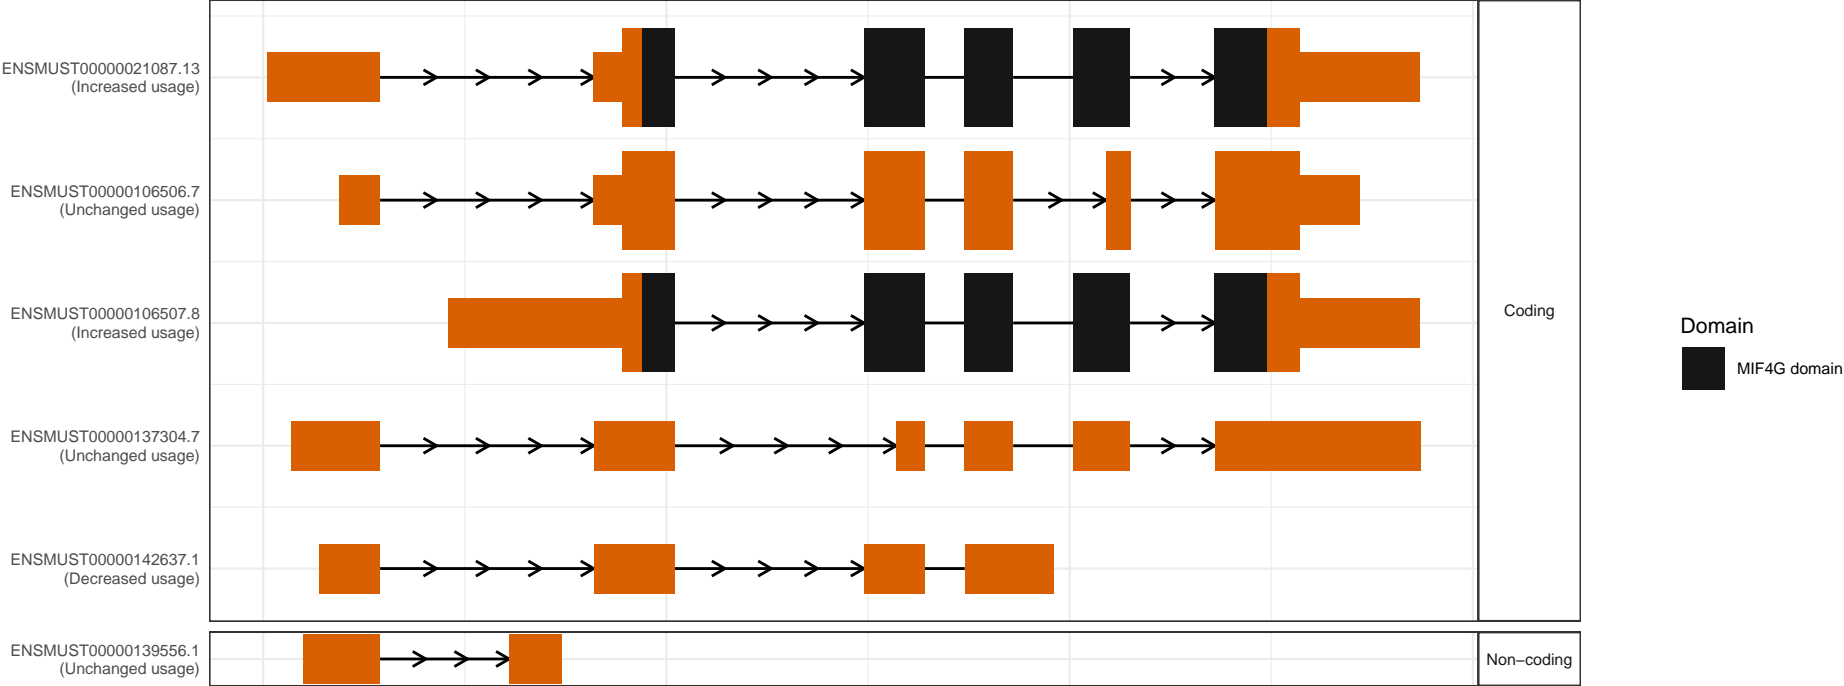 ENSMUST00000021087.13
(Increased usage)
ENSMUST00000106506.7
(Unchanged usage)
ENSMUST00000106507.8
(Increased usage)
ENSMUST00000137304.7
(Unchanged usage)
ENSMUST00000142637.1
(Decreased usage)
ENSMUST00000139556.1
(Unchanged usage)
Coding
Non−coding
Domain
MIF4G domain